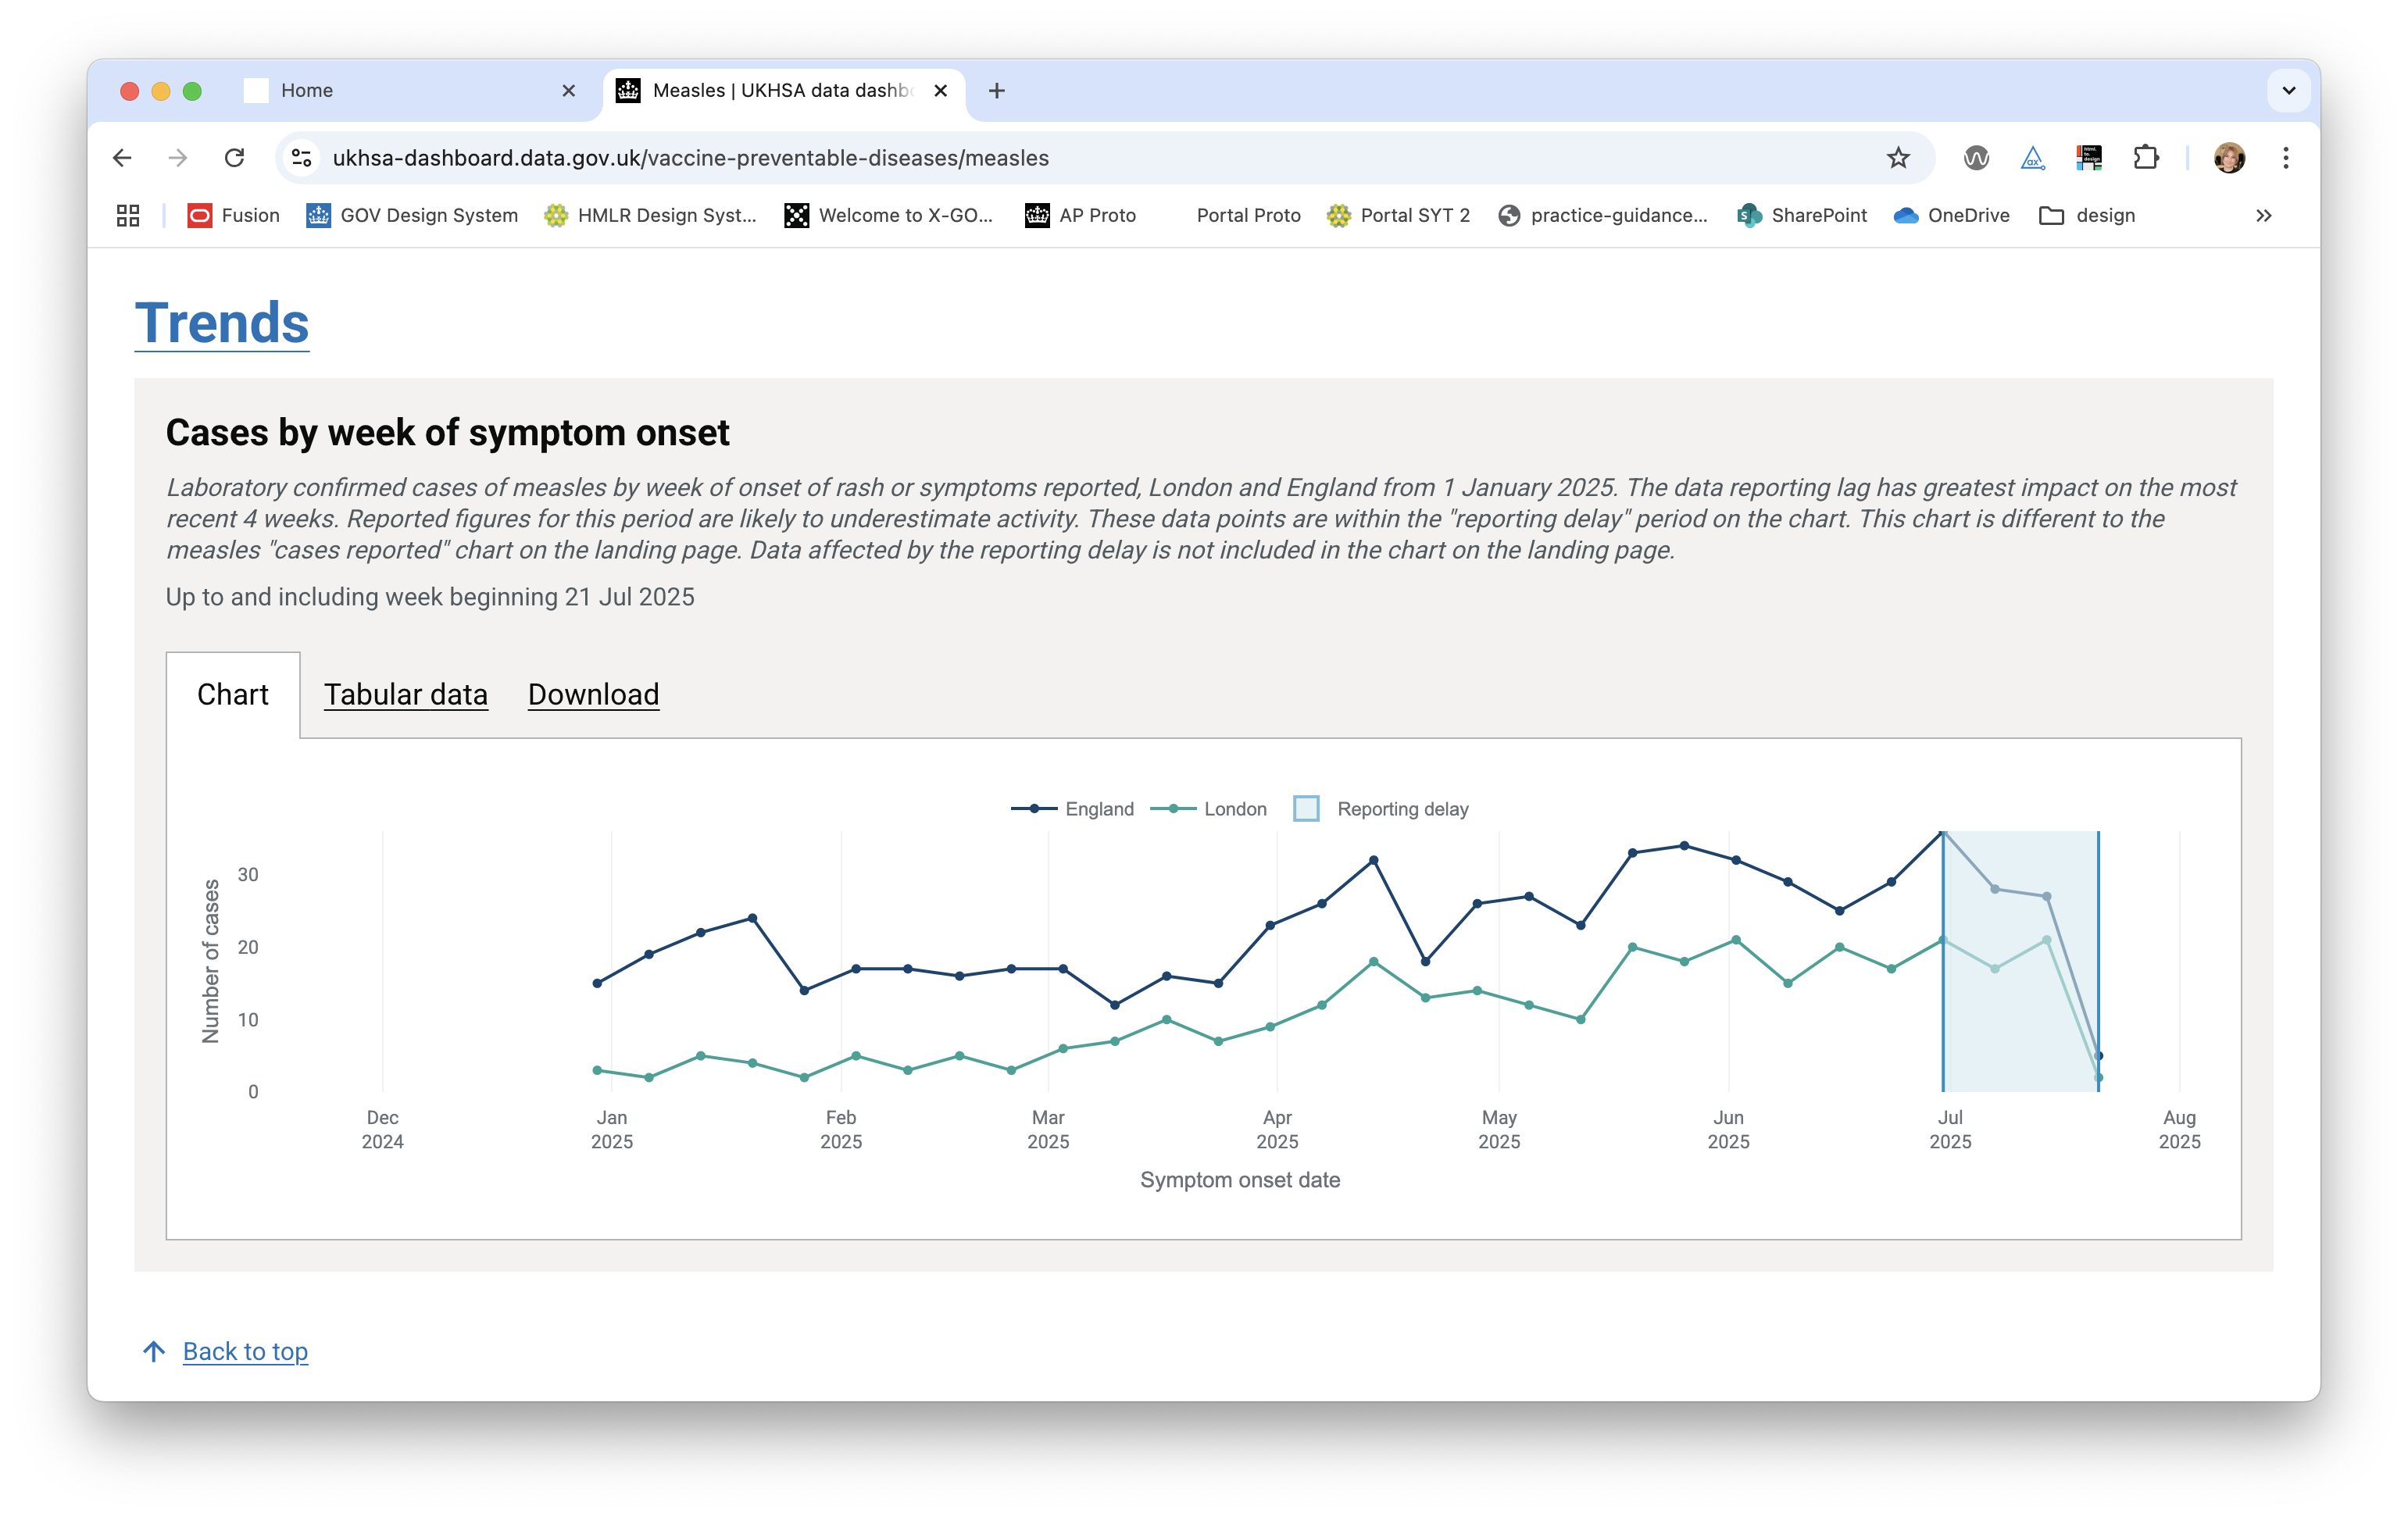 Home
Measles | UKHSA data dashb
ukhsa-dashboard.data.gov.uk/vaccine-preventable-diseases/measles
Fusion GOV Design System HMLR Design Syst... Welcome to X-GO... AP Proto Portal Proto Portal SYT 2 practice-guidance... SharePoint OneDrive design
Trends
Cases by week of symptom onset
Laboratory confirmed cases of measles by week of onset of rash or symptoms reported, London and England from 1 January 2025. The data reporting lag has greatest impact on the most
recent 4 weeks. Reported figures for this period are likely to underestimate activity. These data points are within the "reporting delay" period on the chart. This chart is different to the
measles "cases reported" chart on the landing page. Data affected by the reporting delay is not included in the chart on the landing page.
Up to and including week beginning 21 Jul 2025
Chart Tabular data Download
England London Reporting delay
Number of cases
30
20
10
0
Dec Jan Feb Mar Apr May Jun Jul Aug
2024 2025 2025 2025 2025 2025 2025 2025 2025
Symptom onset date
Back to top